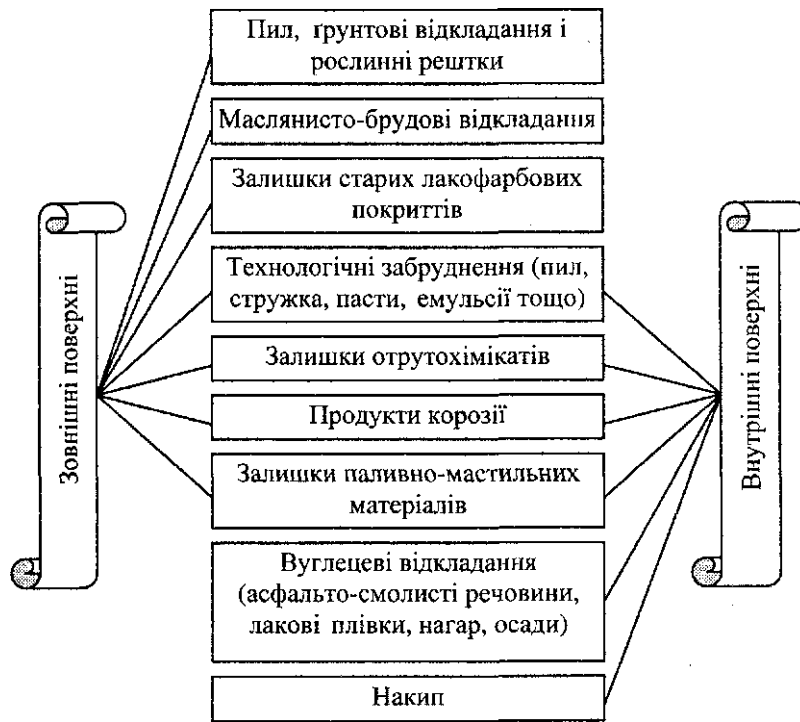 Пил, ґрунтові відкладання і
рослинні рештки
Маслянисто-брудові відкладання
Залишки старих лакофарбових
покриттів
Технологічні забруднення (пил,
стружка, пасти, емульсії тощо)
Залишки отрутохімікатів
Продукти корозії
Залишки паливно-мастильних
матеріалів
Вуглецеві відкладання
(асфальто-смолисті речовини,
лакові плівки, нагар, осади)
Накип
Зовнішні поверхні
Внутрішні поверхні